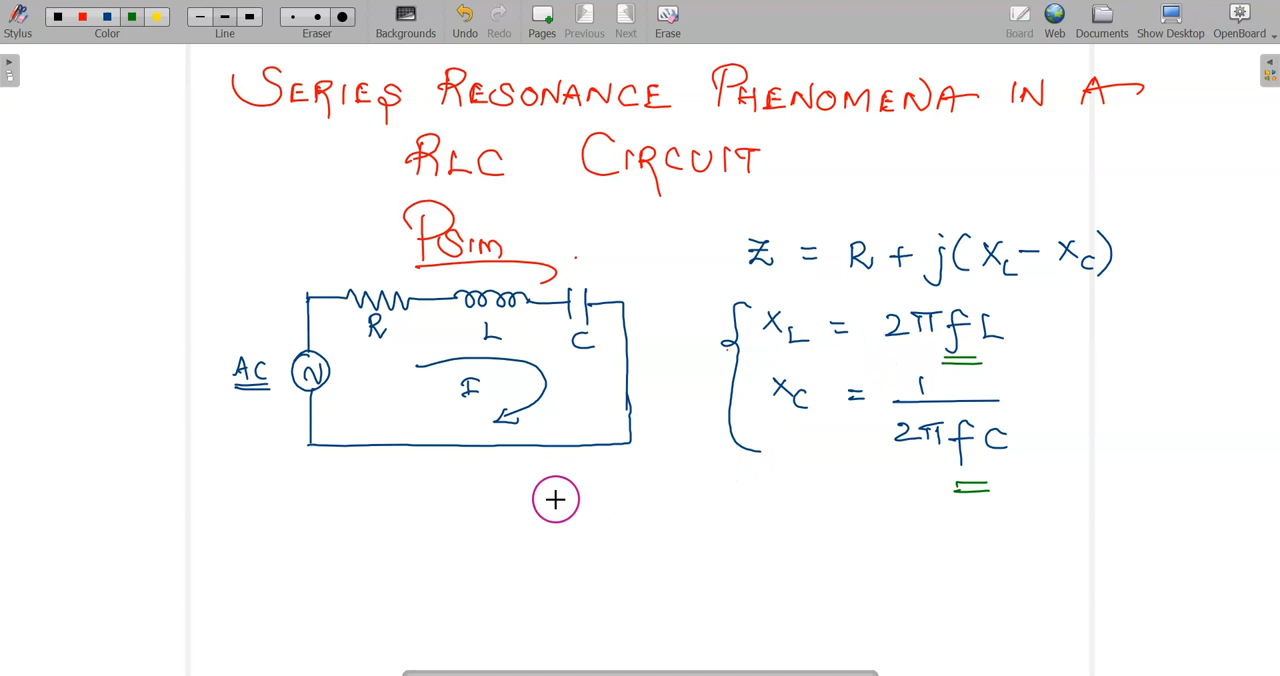 Stylus Color Line Eraser Backgrounds Undo Redo Pages Previous Next Erase Board Web Documents Show Desktop OpenBoard
SERIES RESONANCE PHENOMENA IN A
RLC CIRCUIT
Psim
Z = R + j(XL - XC)
R L C
XL = 2πfL
AC I
XC = 1 / 2πfC